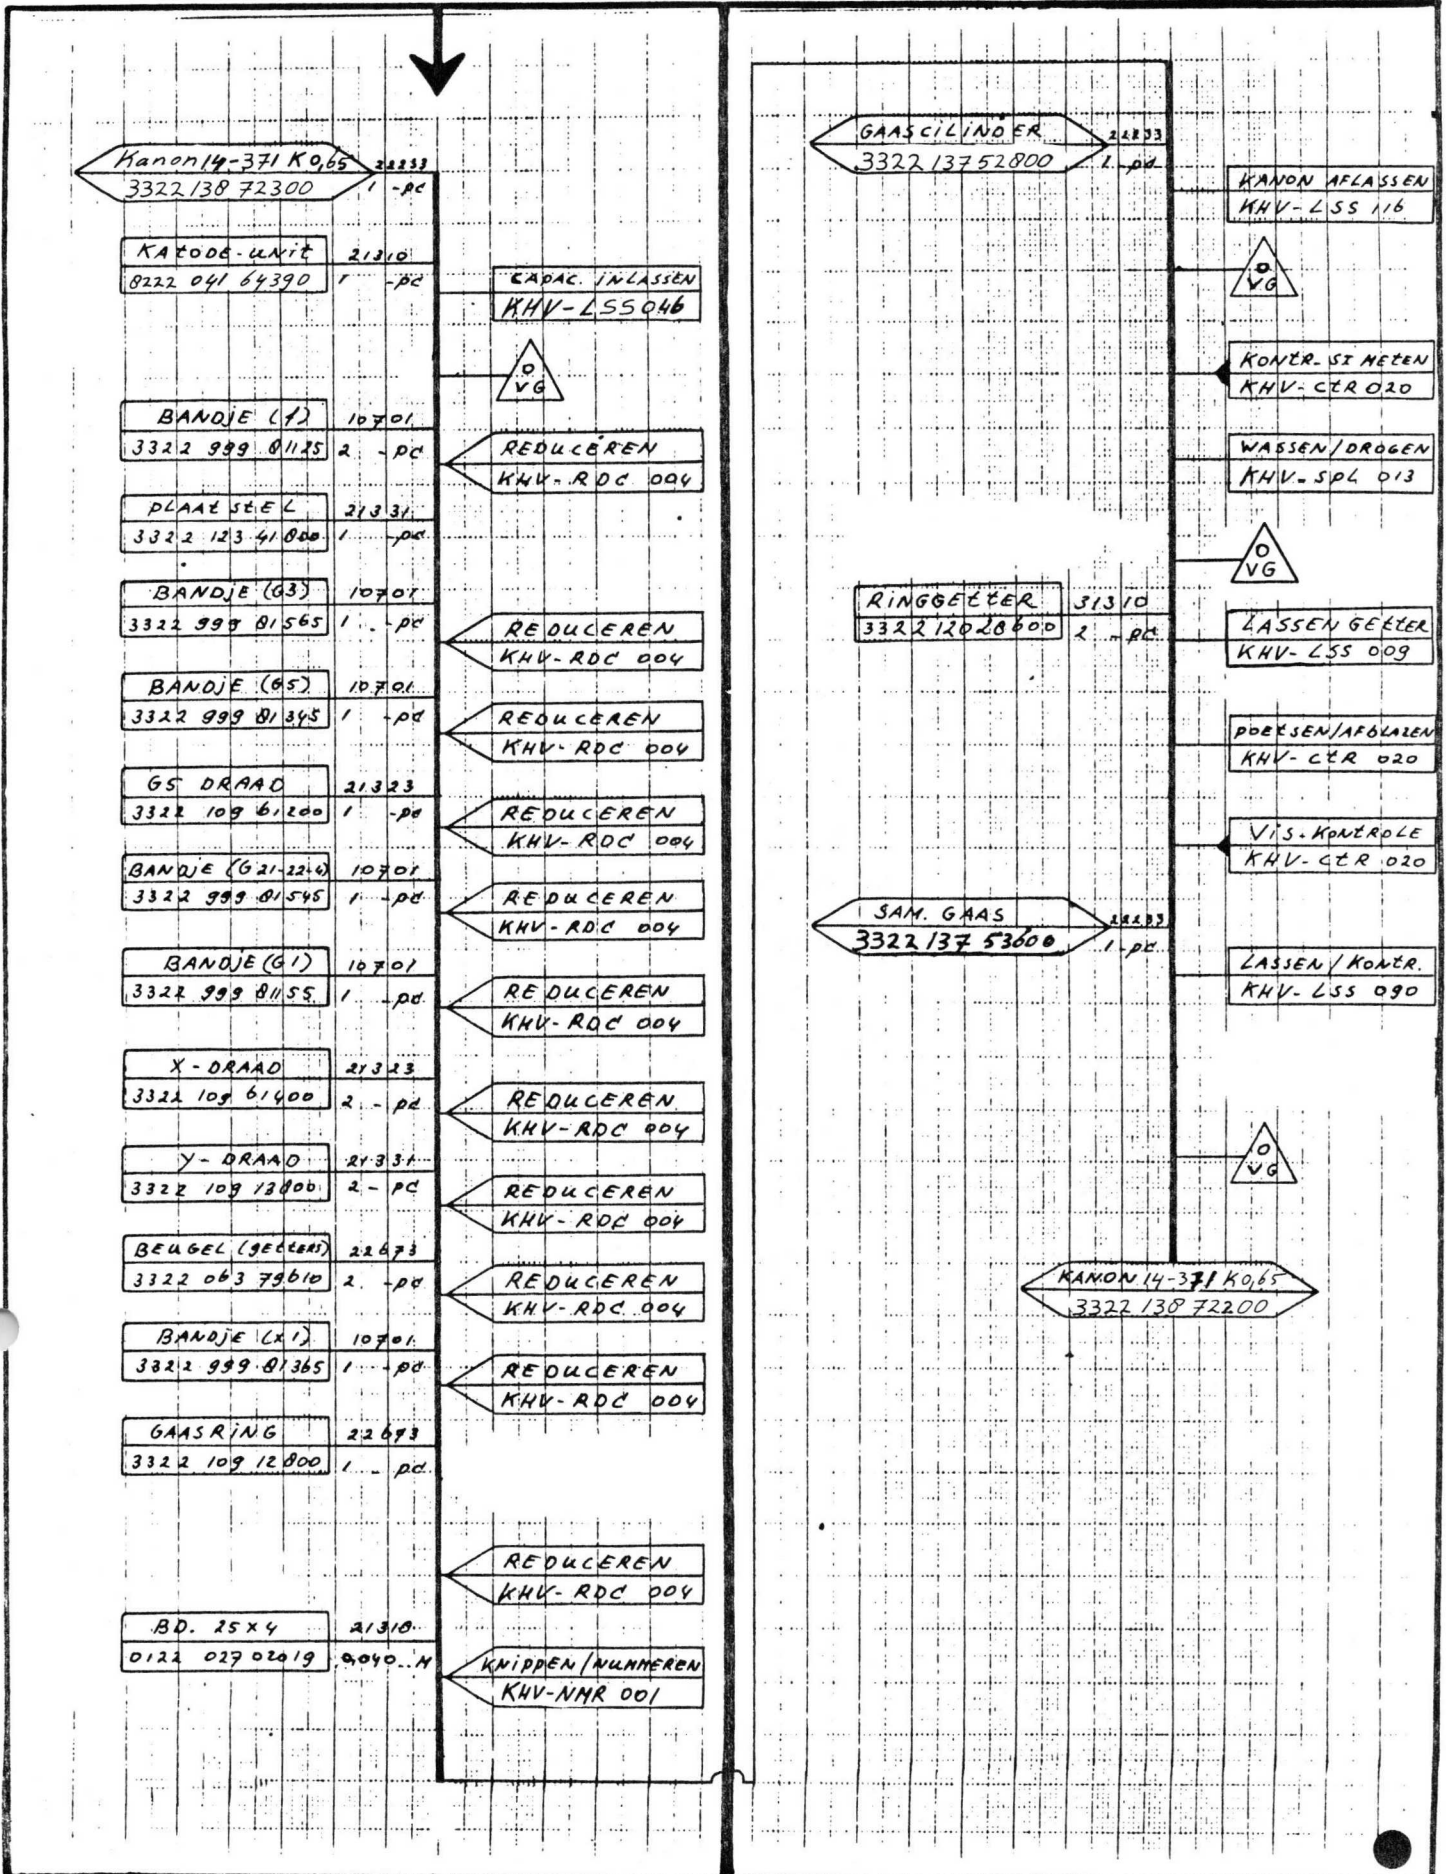 Kanon 14-371 K0,65 22233
3322 138 72300 1 -pc
KATODE-UNIT 21310
8222 041 64390 1 -pc
CAPAC. INLASSEN
KHV-LSS 046
O
VG
BANDJE (f) 10701
3322 999 81125 2 -pc
REDUCEREN
KHV-RDC 004
PLAATSTEL 21331
3322 123 41800 1 -pc
BANDJE (G3) 10701
3322 999 81565 1 -pc
REDUCEREN
KHV-RDC 004
BANDJE (G5) 10701
3322 999 81345 1 -pc
REDUCEREN
KHV-RDC 004
G5 DRAAD 21323
3322 109 61200 1 -pc
REDUCEREN
KHV-RDC 004
BANDJE (G21-22-4) 10701
3322 999 81545 1 -pc
REDUCEREN
KHV-RDC 004
BANDJE (G1) 10701
3322 999 81155 1 -pc
REDUCEREN
KHV-RDC 004
X-DRAAD 21323
3322 109 61400 2 -pc
REDUCEREN
KHV-RDC 004
Y-DRAAD 21331
3322 109 13800 2 -pc
REDUCEREN
KHV-RDC 004
BEUGEL (getters) 22673
3322 063 79610 2 -pc
REDUCEREN
KHV-RDC 004
BANDJE (X1) 10701
3322 999 81365 1 -pc
REDUCEREN
KHV-RDC 004
GAASRING 22673
3322 109 12800 1 -pc
REDUCEREN
KHV-RDC 004
BD. 25x4 21310
0122 027 02019 0,040 M
KNIPPEN/NUMMEREN
KHV-NMR 001
GAASCILINDER 22233
3322 137 52800 1 -pc
KANON AFLASSEN
KHV-LSS 116
O
VG
KONTR-ST METEN
KHV-CTR 020
WASSEN/DROGEN
KHV-SPL 013
O
VG
RINGGETTER 31310
3322 120 28600 2 -pc
LASSEN GETTER
KHV-LSS 009
POETSEN/AFBLAZEN
KHV-CTR 020
VIS. KONTROLE
KHV-CTR 020
SAM. GAAS 22233
3322 137 53600 1 -pc
LASSEN/KONTR.
KHV-LSS 090
O
VG
KANON 14-371 K0,65
3322 138 72200